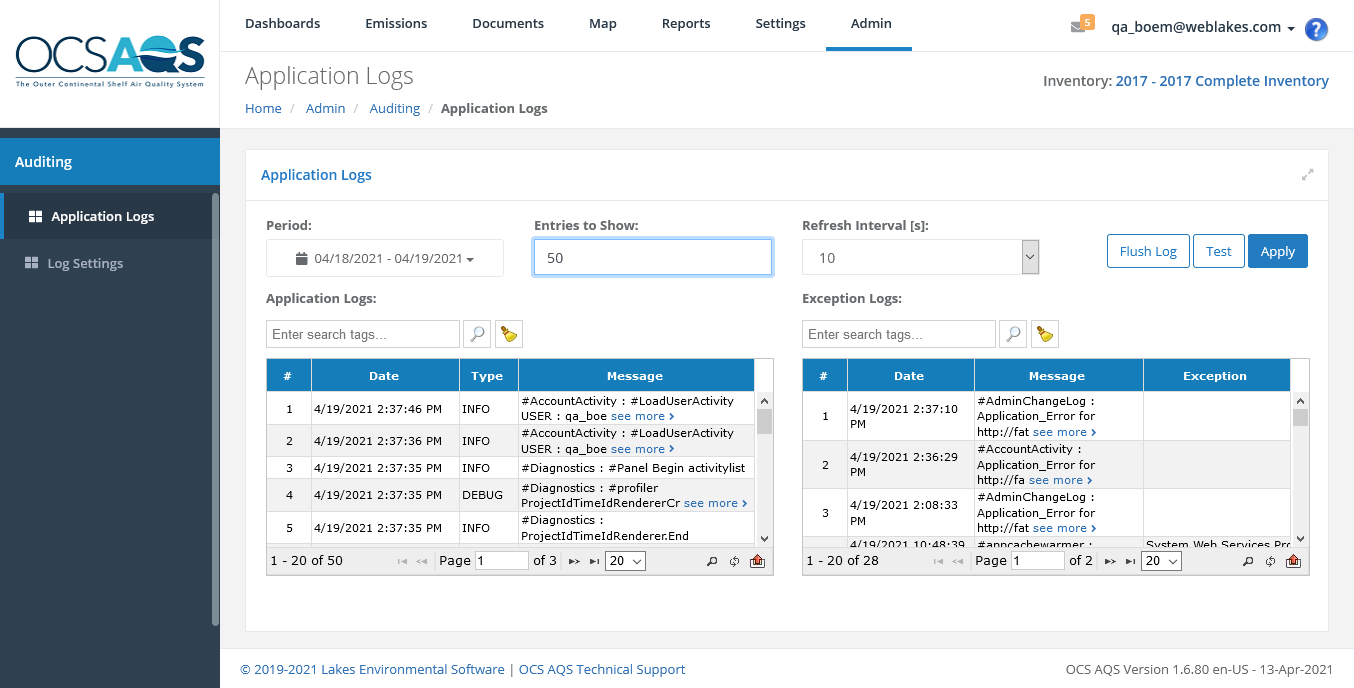 OCSAQS
The Outer Continental Shelf Air Quality System
Dashboards Emissions Documents Map Reports Settings Admin
5 qa_boem@weblakes.com ?
Application Logs
Inventory: 2017 - 2017 Complete Inventory
Home / Admin / Auditing / Application Logs
Auditing
Application Logs
Log Settings
Application Logs
Period: Entries to Show: Refresh Interval [s]:
04/18/2021 - 04/19/2021 50 10 Flush Log Test Apply
Application Logs:
Enter search tags...
# Date Type Message
1 4/19/2021 2:37:46 PM INFO #AccountActivity : #LoadUserActivity
USER : qa_boe see more >
2 4/19/2021 2:37:36 PM INFO #AccountActivity : #LoadUserActivity
USER : qa_boe see more >
3 4/19/2021 2:37:35 PM INFO #Diagnostics : #Panel Begin activitylist
4 4/19/2021 2:37:35 PM DEBUG #Diagnostics : #profiler
ProjectIdTimeIdRendererCr see more >
5 4/19/2021 2:37:35 PM INFO #Diagnostics :
ProjectIdTimeIdRenderer.End
1 - 20 of 50 Page 1 of 3 20
Exception Logs:
Enter search tags...
# Date Message Exception
1 4/19/2021 2:37:10 PM #AdminChangeLog :
Application_Error for
http://fat see more >
2 4/19/2021 2:36:29 PM #AccountActivity :
Application_Error for
http://fa see more >
3 4/19/2021 2:08:33 PM #AdminChangeLog :
Application_Error for
http://fat see more >
4/19/2021 10:48:39 #appcachewarmer : System.Web.Services.Pro
1 - 20 of 28 Page 1 of 2 20
© 2019-2021 Lakes Environmental Software | OCS AQS Technical Support
OCS AQS Version 1.6.80 en-US - 13-Apr-2021